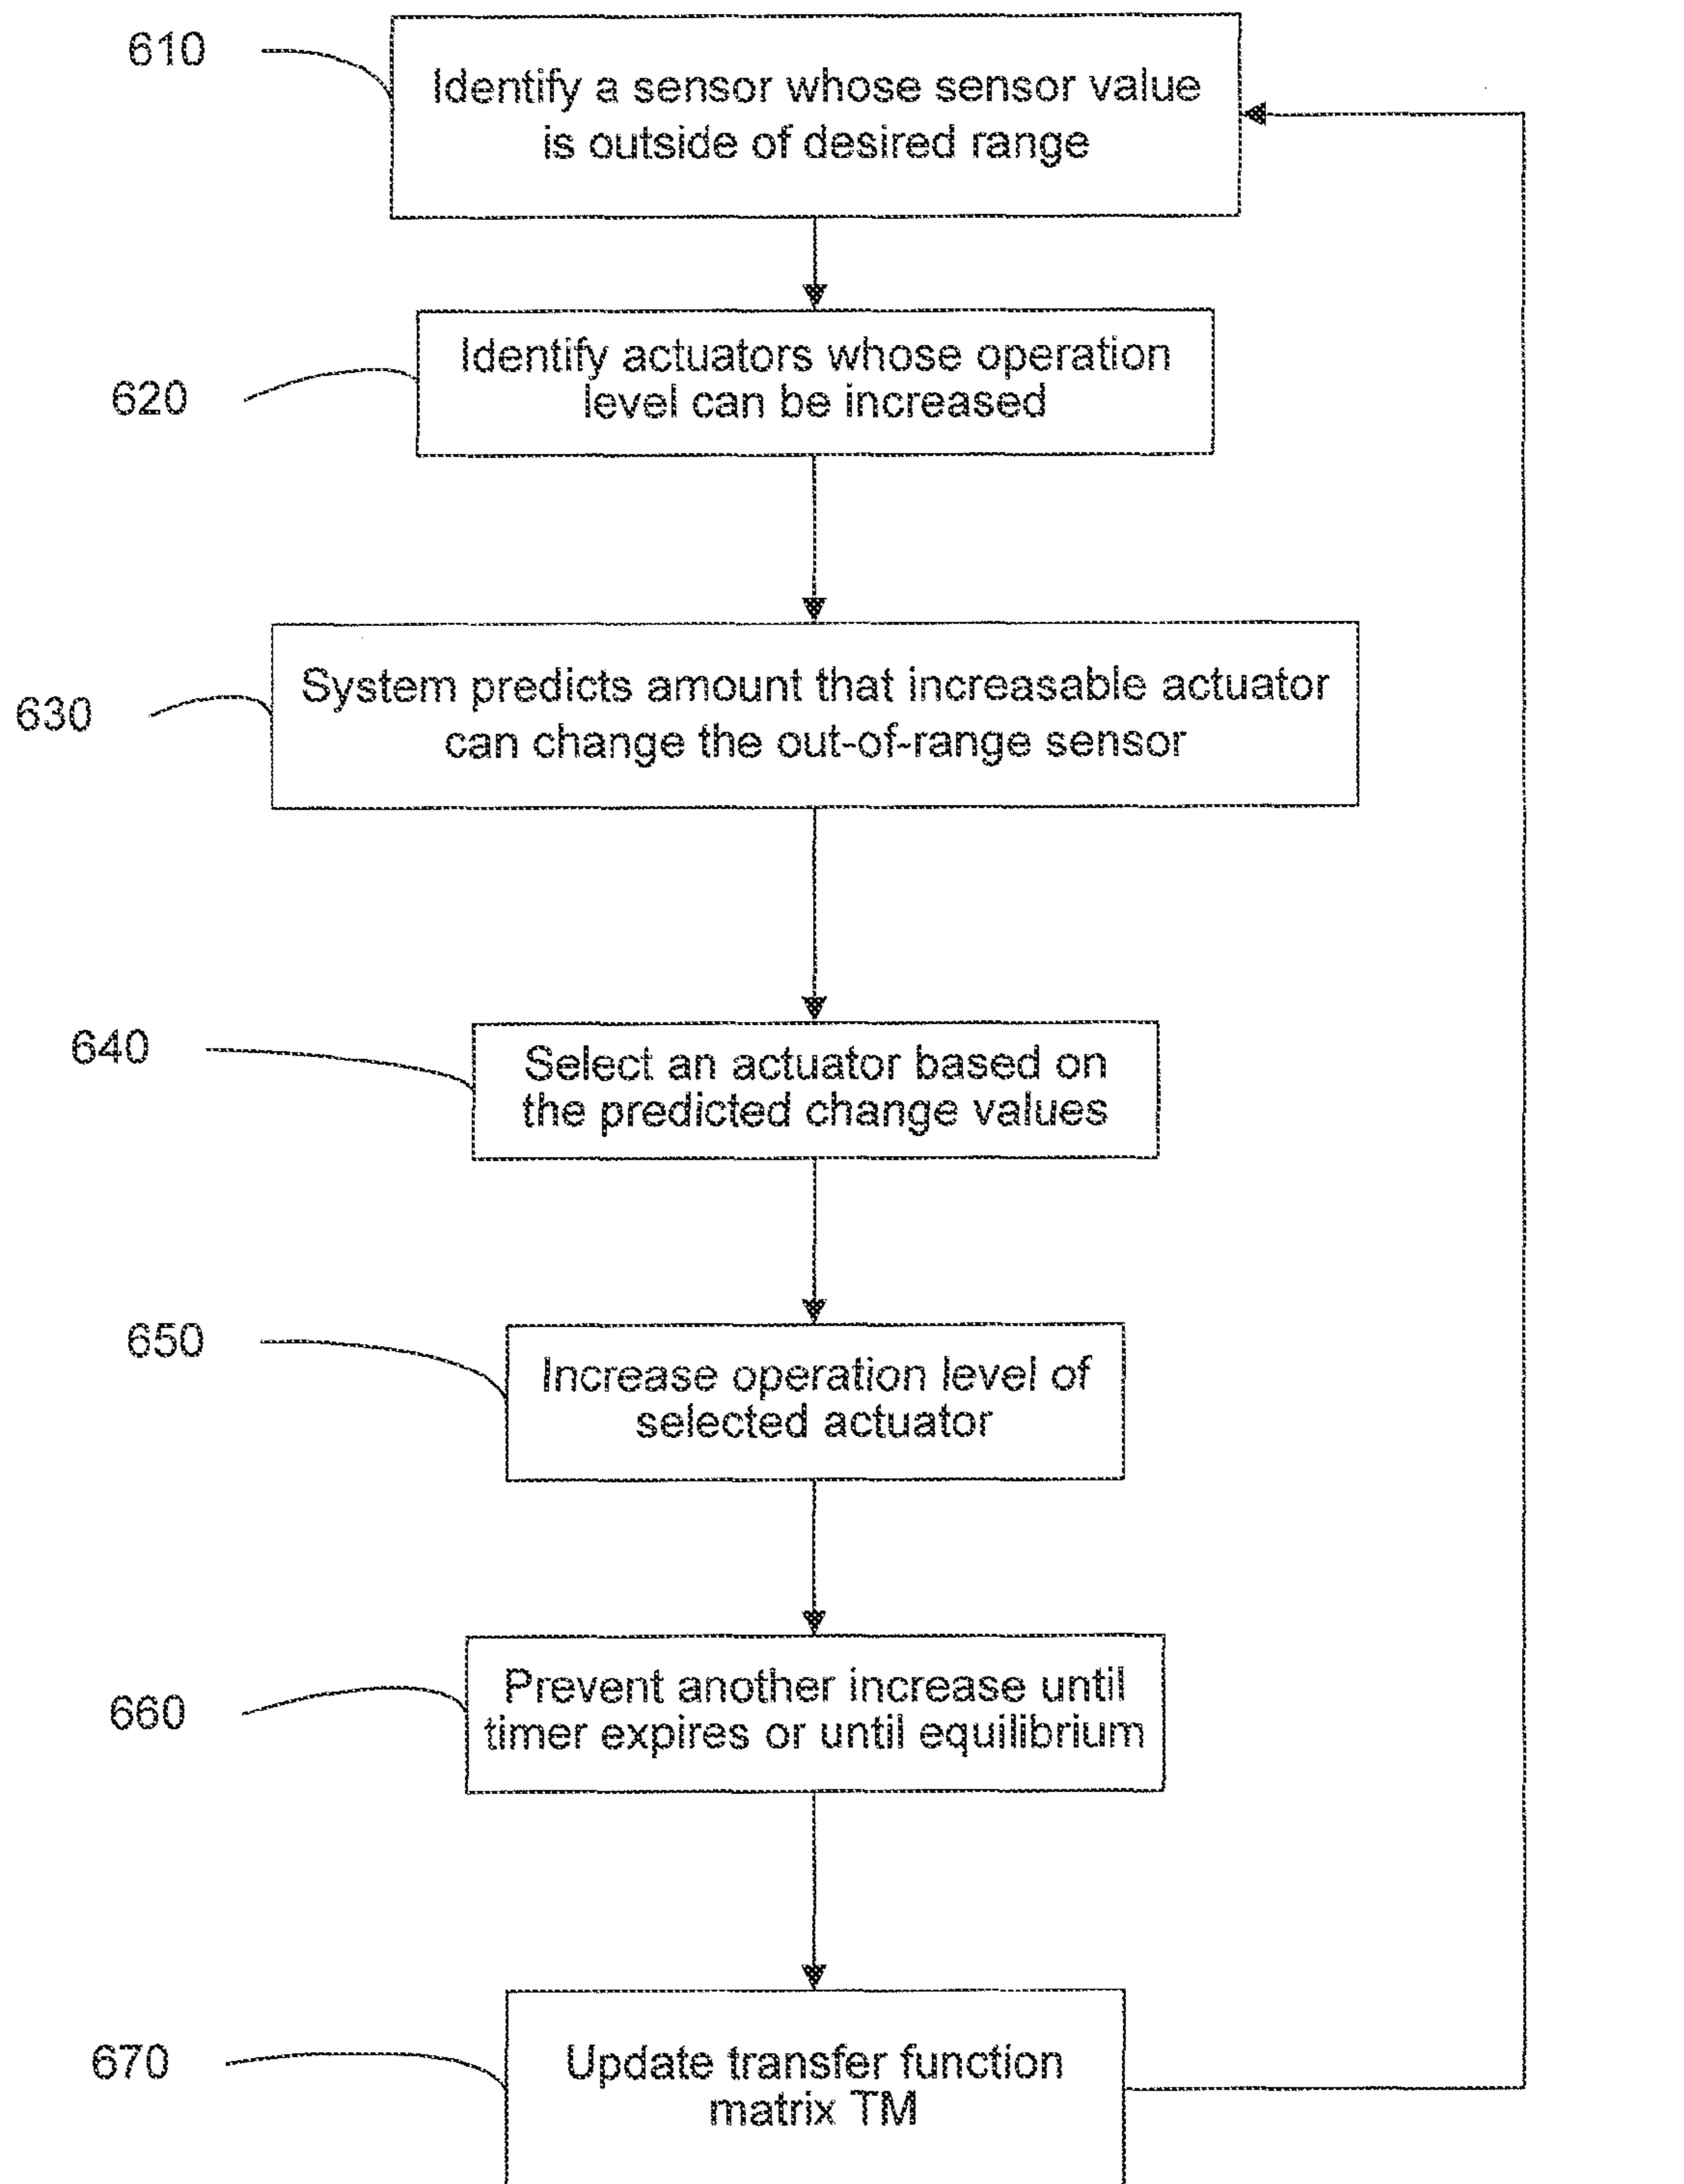 610
Identify a sensor whose sensor value
is outside of desired range
620
Identify actuators whose operation
level can be increased
630
System predicts amount that increasable actuator
can change the out-of-range sensor
640
Select an actuator based on
the predicted change values
650
Increase operation level of
selected actuator
660
Prevent another increase until
timer expires or until equilibrium
670
Update transfer function
matrix TM